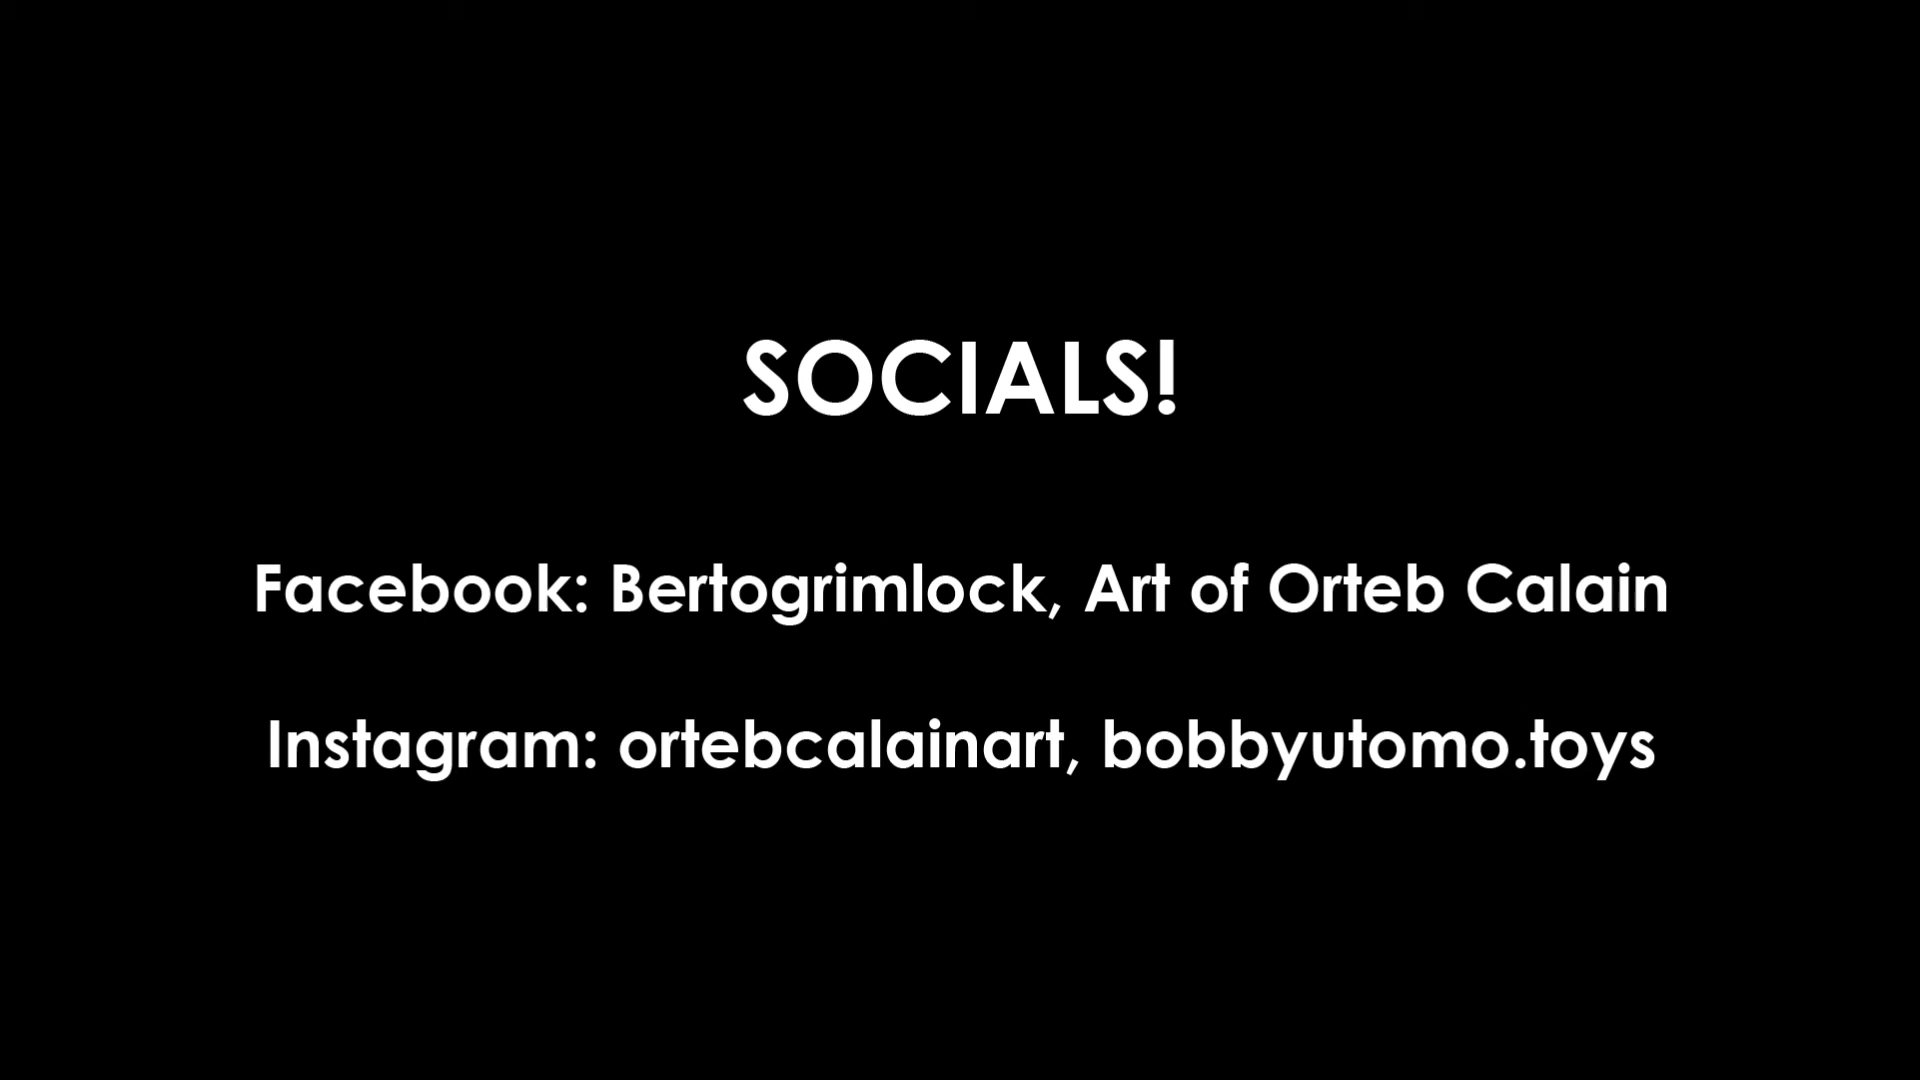 SOCIALS!
Facebook: Bertogrimlock, Art of Orteb Calain
Instagram: ortebcalainart, bobbyutomo.toys